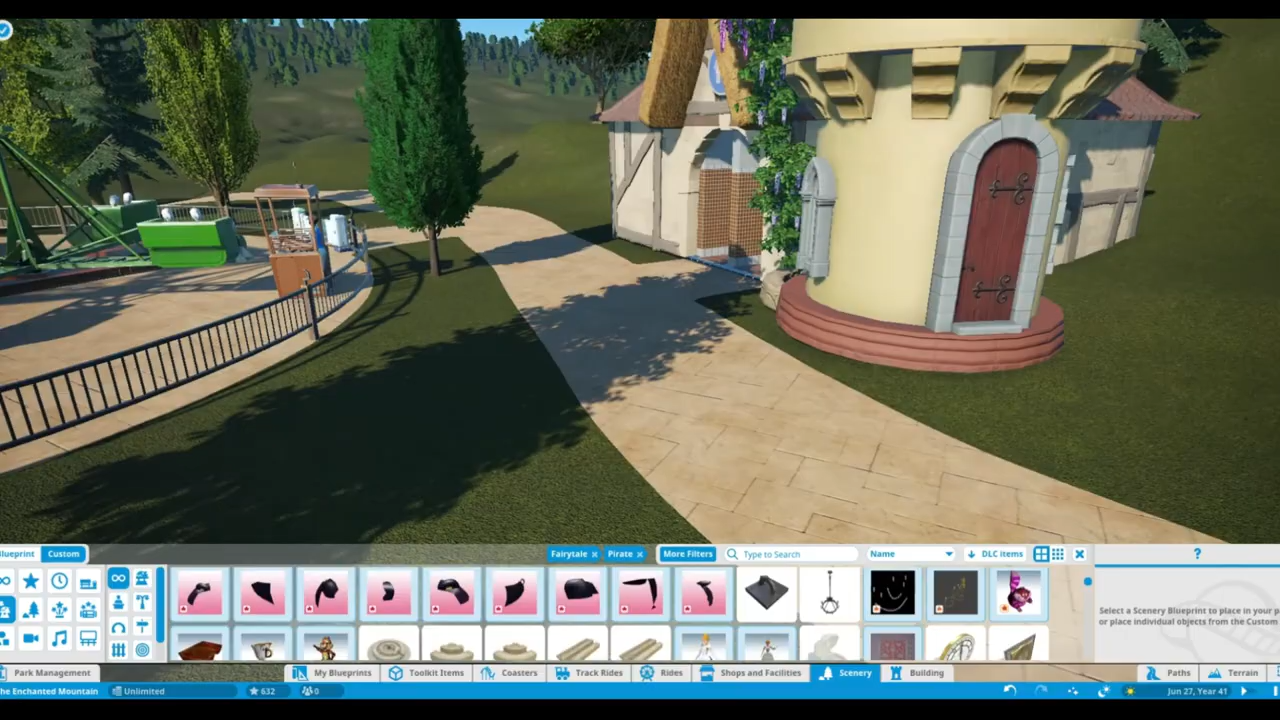 Blueprint Custom Fairytale × Pirate × More Filters Type to Search Name DLC items ?
Select a Scenery Blueprint to place in your p
or place individual objects from the Custom
Park Management My Blueprints Toolkit Items Coasters Track Rides Rides Shops and Facilities Scenery Building Paths Terrain
he Enchanted Mountain Unlimited 632 0 Jun 27, Year 41